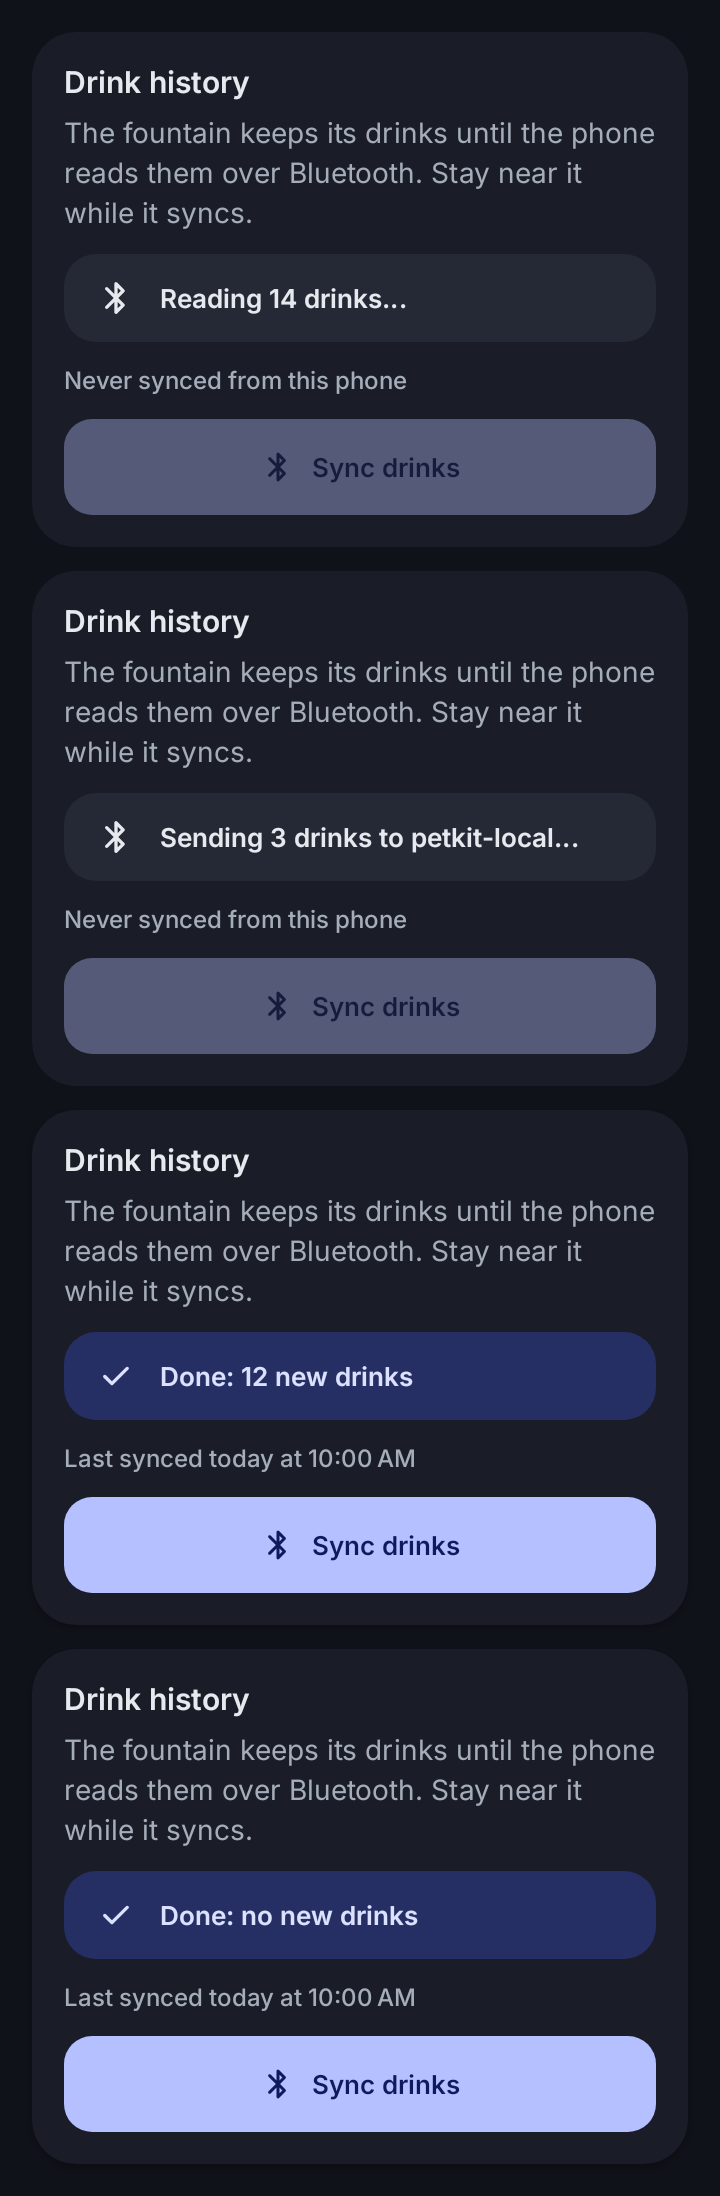 Drink history
The fountain keeps its drinks until the phone
reads them over Bluetooth. Stay near it
while it syncs.
Reading 14 drinks...
Never synced from this phone
Sync drinks
Drink history
The fountain keeps its drinks until the phone
reads them over Bluetooth. Stay near it
while it syncs.
Sending 3 drinks to petkit-local...
Never synced from this phone
Sync drinks
Drink history
The fountain keeps its drinks until the phone
reads them over Bluetooth. Stay near it
while it syncs.
Done: 12 new drinks
Last synced today at 10:00 AM
Sync drinks
Drink history
The fountain keeps its drinks until the phone
reads them over Bluetooth. Stay near it
while it syncs.
Done: no new drinks
Last synced today at 10:00 AM
Sync drinks